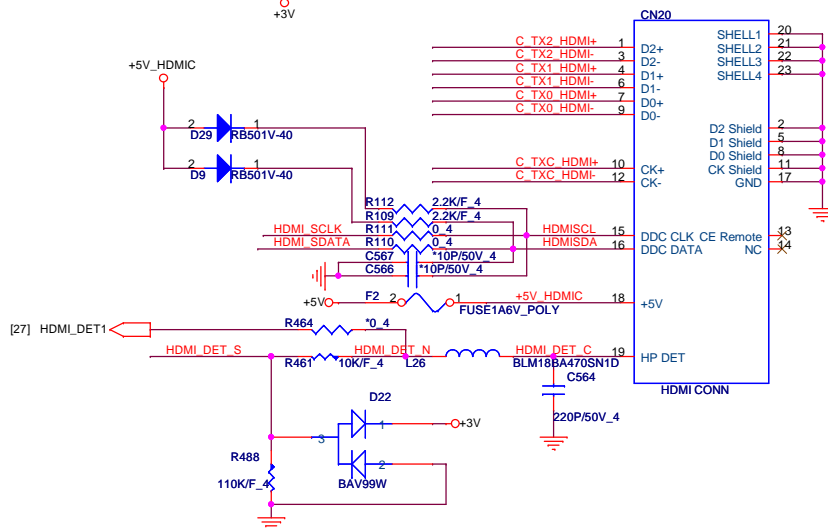 +3V
CN20
C_TX2_HDMI+ 1 D2+ SHELL1 20
C_TX2_HDMI- 3 D2- SHELL2 21
C_TX1_HDMI+ 4 D1+ SHELL3 22
C_TX1_HDMI- 6 D1- SHELL4 23
C_TX0_HDMI+ 7 D0+
C_TX0_HDMI- 9 D0-
+5V_HDMIC
2 1
D29 RB501V-40
D2 Shield 2
D1 Shield 5
D0 Shield 8
2 1
D9 RB501V-40
C_TXC_HDMI+ 10 CK+ CK Shield 11
C_TXC_HDMI- 12 CK- GND 17
R112 2.2K/F_4
R109 2.2K/F_4
HDMI_SCLK R111 0_4 HDMISCL 15 DDC CLK CE Remote 13
HDMI_SDATA R110 0_4 HDMISDA 16 DDC DATA NC 14
C567 *10P/50V_4
C566 *10P/50V_4
+5V F2 2 1 +5V_HDMIC 18 +5V
FUSE1A6V_POLY
[27] HDMI_DET1 R464 *0_4
HDMI_DET_S HDMI_DET_N HDMI_DET_C 19 HP DET
R461 10K/F_4 L26 BLM18BA470SN1D
C564
HDMI CONN
220P/50V_4
D22
1 +3V
3
2
R488
110K/F_4 BAV99W